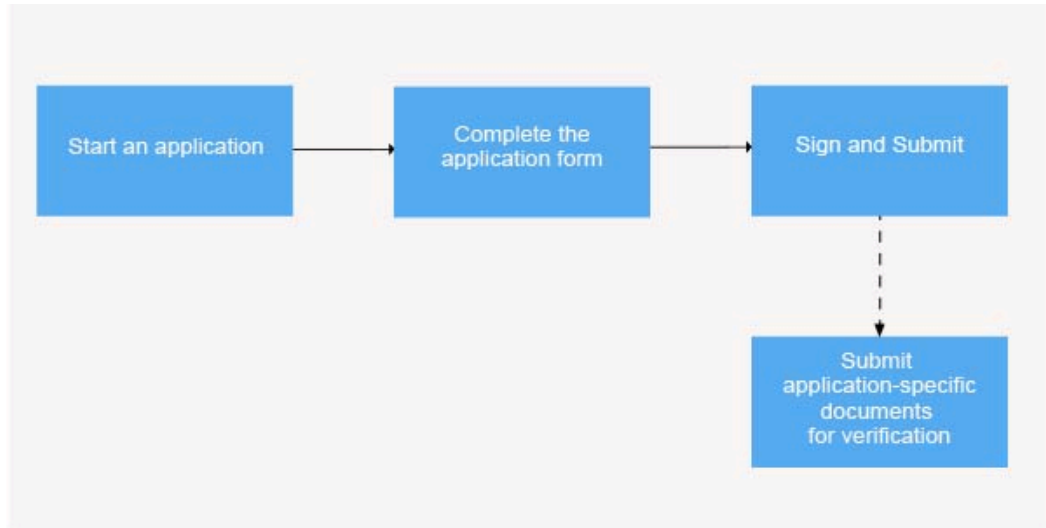 Start an application
Complete the
application form
Sign and Submit
Submit
application-specific
documents
for verification